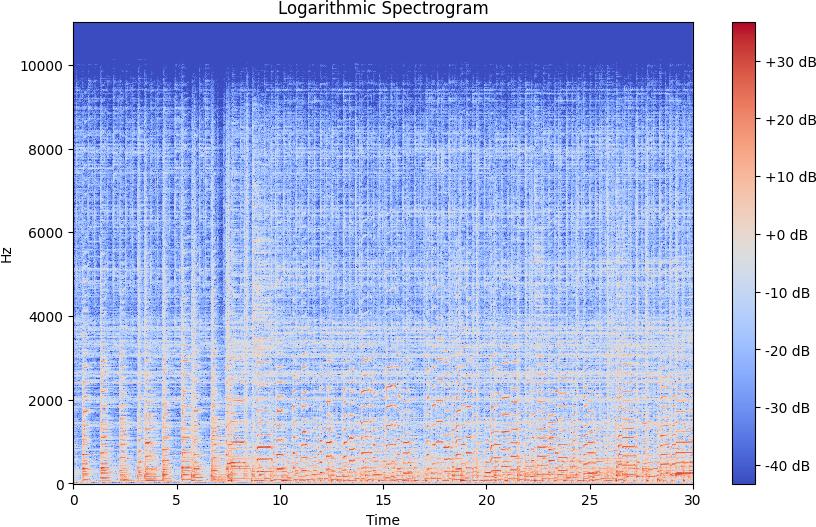 Logarithmic Spectrogram
Hz
10000
8000
6000
4000
2000
0
0 5 10 15 20 25 30
Time
+30 dB
+20 dB
+10 dB
+0 dB
-10 dB
-20 dB
-30 dB
-40 dB